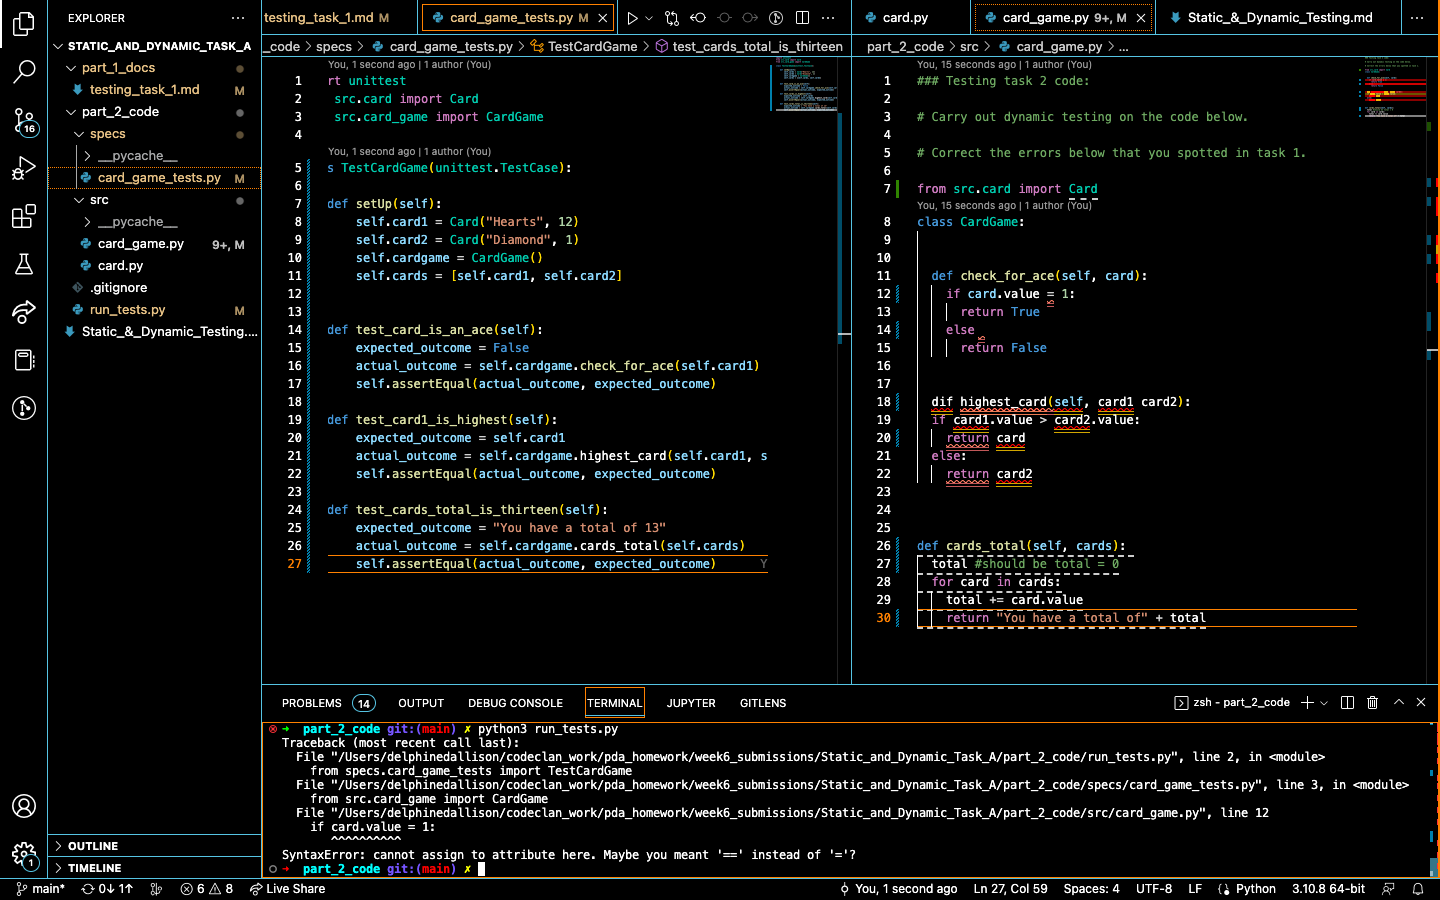 EXPLORER
STATIC_AND_DYNAMIC_TASK_A
part_1_docs
testing_task_1.md M
part_2_code
specs
__pycache__
card_game_tests.py M
src
__pycache__
card_game.py 9+, M
card.py
.gitignore
run_tests.py M
Static_&_Dynamic_Testing....
OUTLINE
TIMELINE
16
1
testing_task_1.md M
card_game_tests.py M
_code > specs > card_game_tests.py > TestCardGame > test_cards_total_is_thirteen
You, 1 second ago | 1 author (You)
1 rt unittest
2 src.card import Card
3 src.card_game import CardGame
4
You, 1 second ago | 1 author (You)
5 s TestCardGame(unittest.TestCase):
6
7 def setUp(self):
8 self.card1 = Card("Hearts", 12)
9 self.card2 = Card("Diamond", 1)
10 self.cardgame = CardGame()
11 self.cards = [self.card1, self.card2]
12
13
14 def test_card_is_an_ace(self):
15 expected_outcome = False
16 actual_outcome = self.cardgame.check_for_ace(self.card1)
17 self.assertEqual(actual_outcome, expected_outcome)
18
19 def test_card1_is_highest(self):
20 expected_outcome = self.card1
21 actual_outcome = self.cardgame.highest_card(self.card1, s
22 self.assertEqual(actual_outcome, expected_outcome)
23
24 def test_cards_total_is_thirteen(self):
25 expected_outcome = "You have a total of 13"
26 actual_outcome = self.cardgame.cards_total(self.cards)
27 self.assertEqual(actual_outcome, expected_outcome) Y
card.py
card_game.py 9+, M
Static_&_Dynamic_Testing.md
part_2_code > src > card_game.py > ...
You, 15 seconds ago | 1 author (You)
1 ### Testing task 2 code:
2
3 # Carry out dynamic testing on the code below.
4
5 # Correct the errors below that you spotted in task 1.
6
7 from src.card import Card
You, 15 seconds ago | 1 author (You)
8 class CardGame:
9
10
11 def check_for_ace(self, card):
12 if card.value = 1:
13 return True
14 else
15 return False
16
17
18 dif highest_card(self, card1 card2):
19 if card1.value > card2.value:
20 return card
21 else:
22 return card2
23
24
25
26 def cards_total(self, cards):
27 total #should be total = 0
28 for card in cards:
29 total += card.value
30 return "You have a total of" + total
PROBLEMS 14 OUTPUT DEBUG CONSOLE TERMINAL JUPYTER GITLENS
zsh - part_2_code
part_2_code git:(main) ✗ python3 run_tests.py
Traceback (most recent call last):
File "/Users/delphinedallison/codeclan_work/pda_homework/week6_submissions/Static_and_Dynamic_Task_A/part_2_code/run_tests.py", line 2, in <module>
from specs.card_game_tests import TestCardGame
File "/Users/delphinedallison/codeclan_work/pda_homework/week6_submissions/Static_and_Dynamic_Task_A/part_2_code/specs/card_game_tests.py", line 3, in <module>
from src.card_game import CardGame
File "/Users/delphinedallison/codeclan_work/pda_homework/week6_submissions/Static_and_Dynamic_Task_A/part_2_code/src/card_game.py", line 12
if card.value = 1:
^^^^^^^^^^
SyntaxError: cannot assign to attribute here. Maybe you meant '==' instead of '='?
part_2_code git:(main) ✗
main* 0↓ 1↑ 6 8 Live Share
You, 1 second ago Ln 27, Col 59 Spaces: 4 UTF-8 LF Python 3.10.8 64-bit